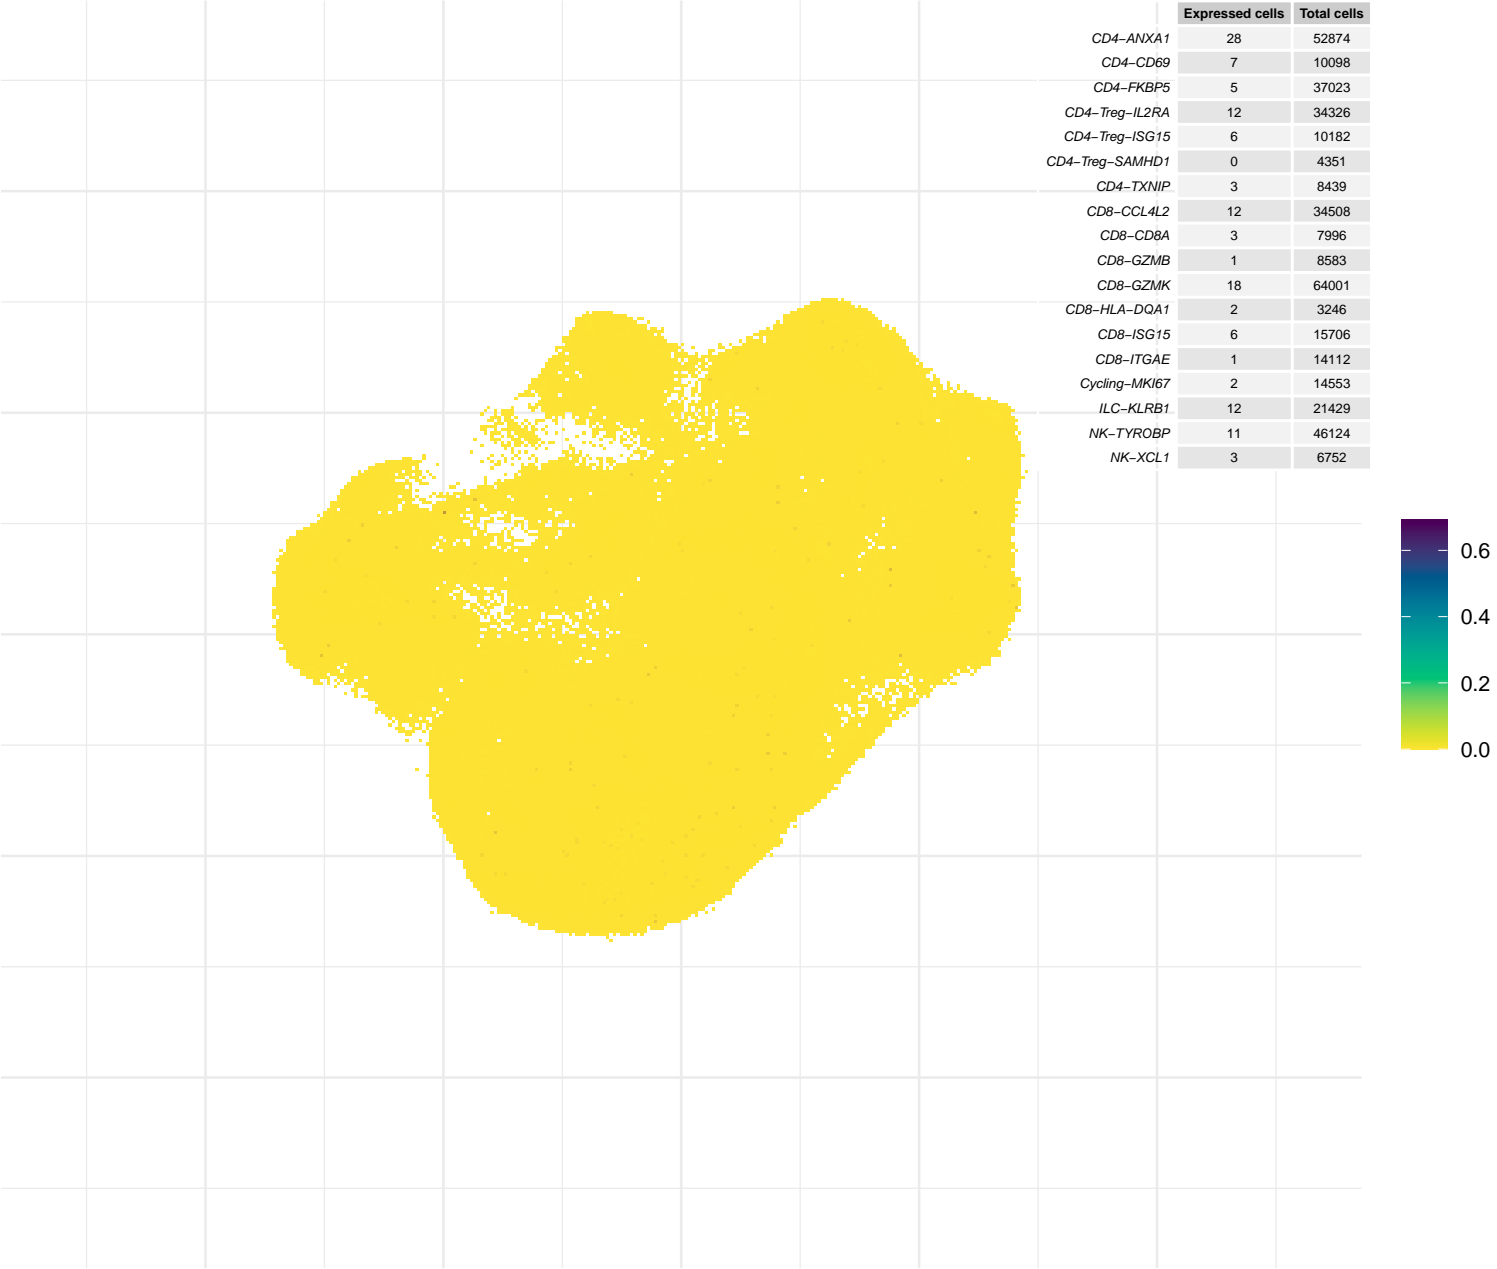 Expressed cells Total cells
CD4−ANXA1 28 52874
CD4−CD69 7 10098
CD4−FKBP5 5 37023
CD4−Treg−IL2RA 12 34326
CD4−Treg−ISG15 6 10182
CD4−Treg−SAMHD1 0 4351
CD4−TXNIP 3 8439
CD8−CCL4L2 12 34508
CD8−CD8A 3 7996
CD8−GZMB 1 8583
CD8−GZMK 18 64001
CD8−HLA−DQA1 2 3246
CD8−ISG15 6 15706
CD8−ITGAE 1 14112
Cycling−MKI67 2 14553
ILC−KLRB1 12 21429
NK−TYROBP 11 46124
NK−XCL1 3 6752
0.6
0.4
0.2
0.0